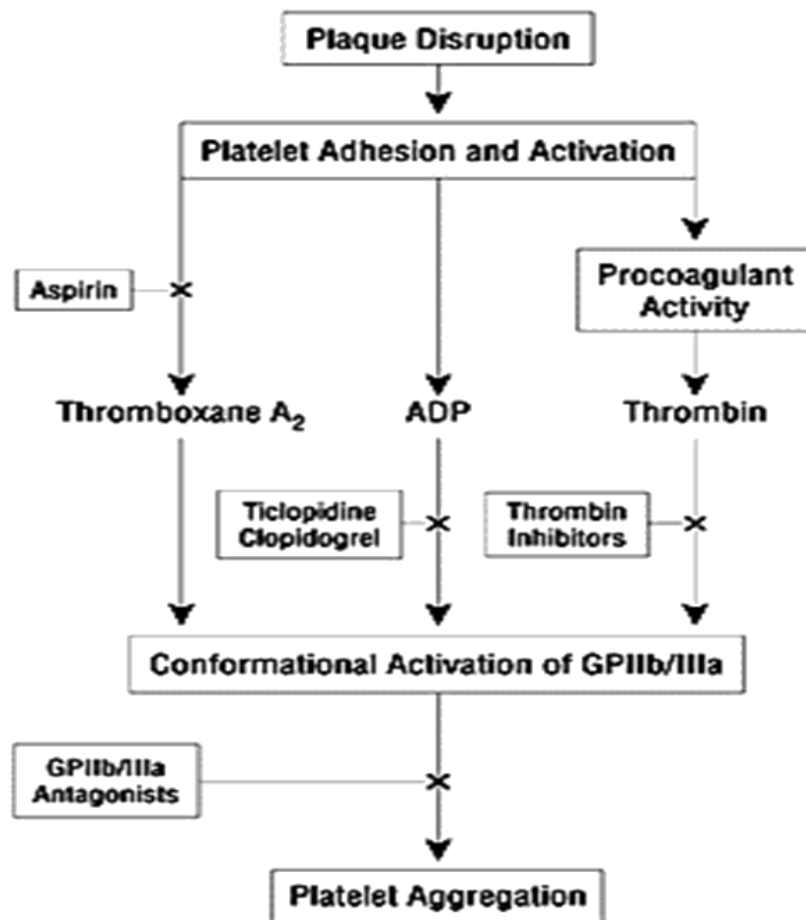 Plaque Disruption
Platelet Adhesion and Activation
Aspirin
Procoagulant
Activity
Thromboxane A₂
ADP
Thrombin
Ticlopidine
Clopidogrel
Thrombin
Inhibitors
Conformational Activation of GPIIb/IIIa
GPIIb/IIIa
Antagonists
Platelet Aggregation